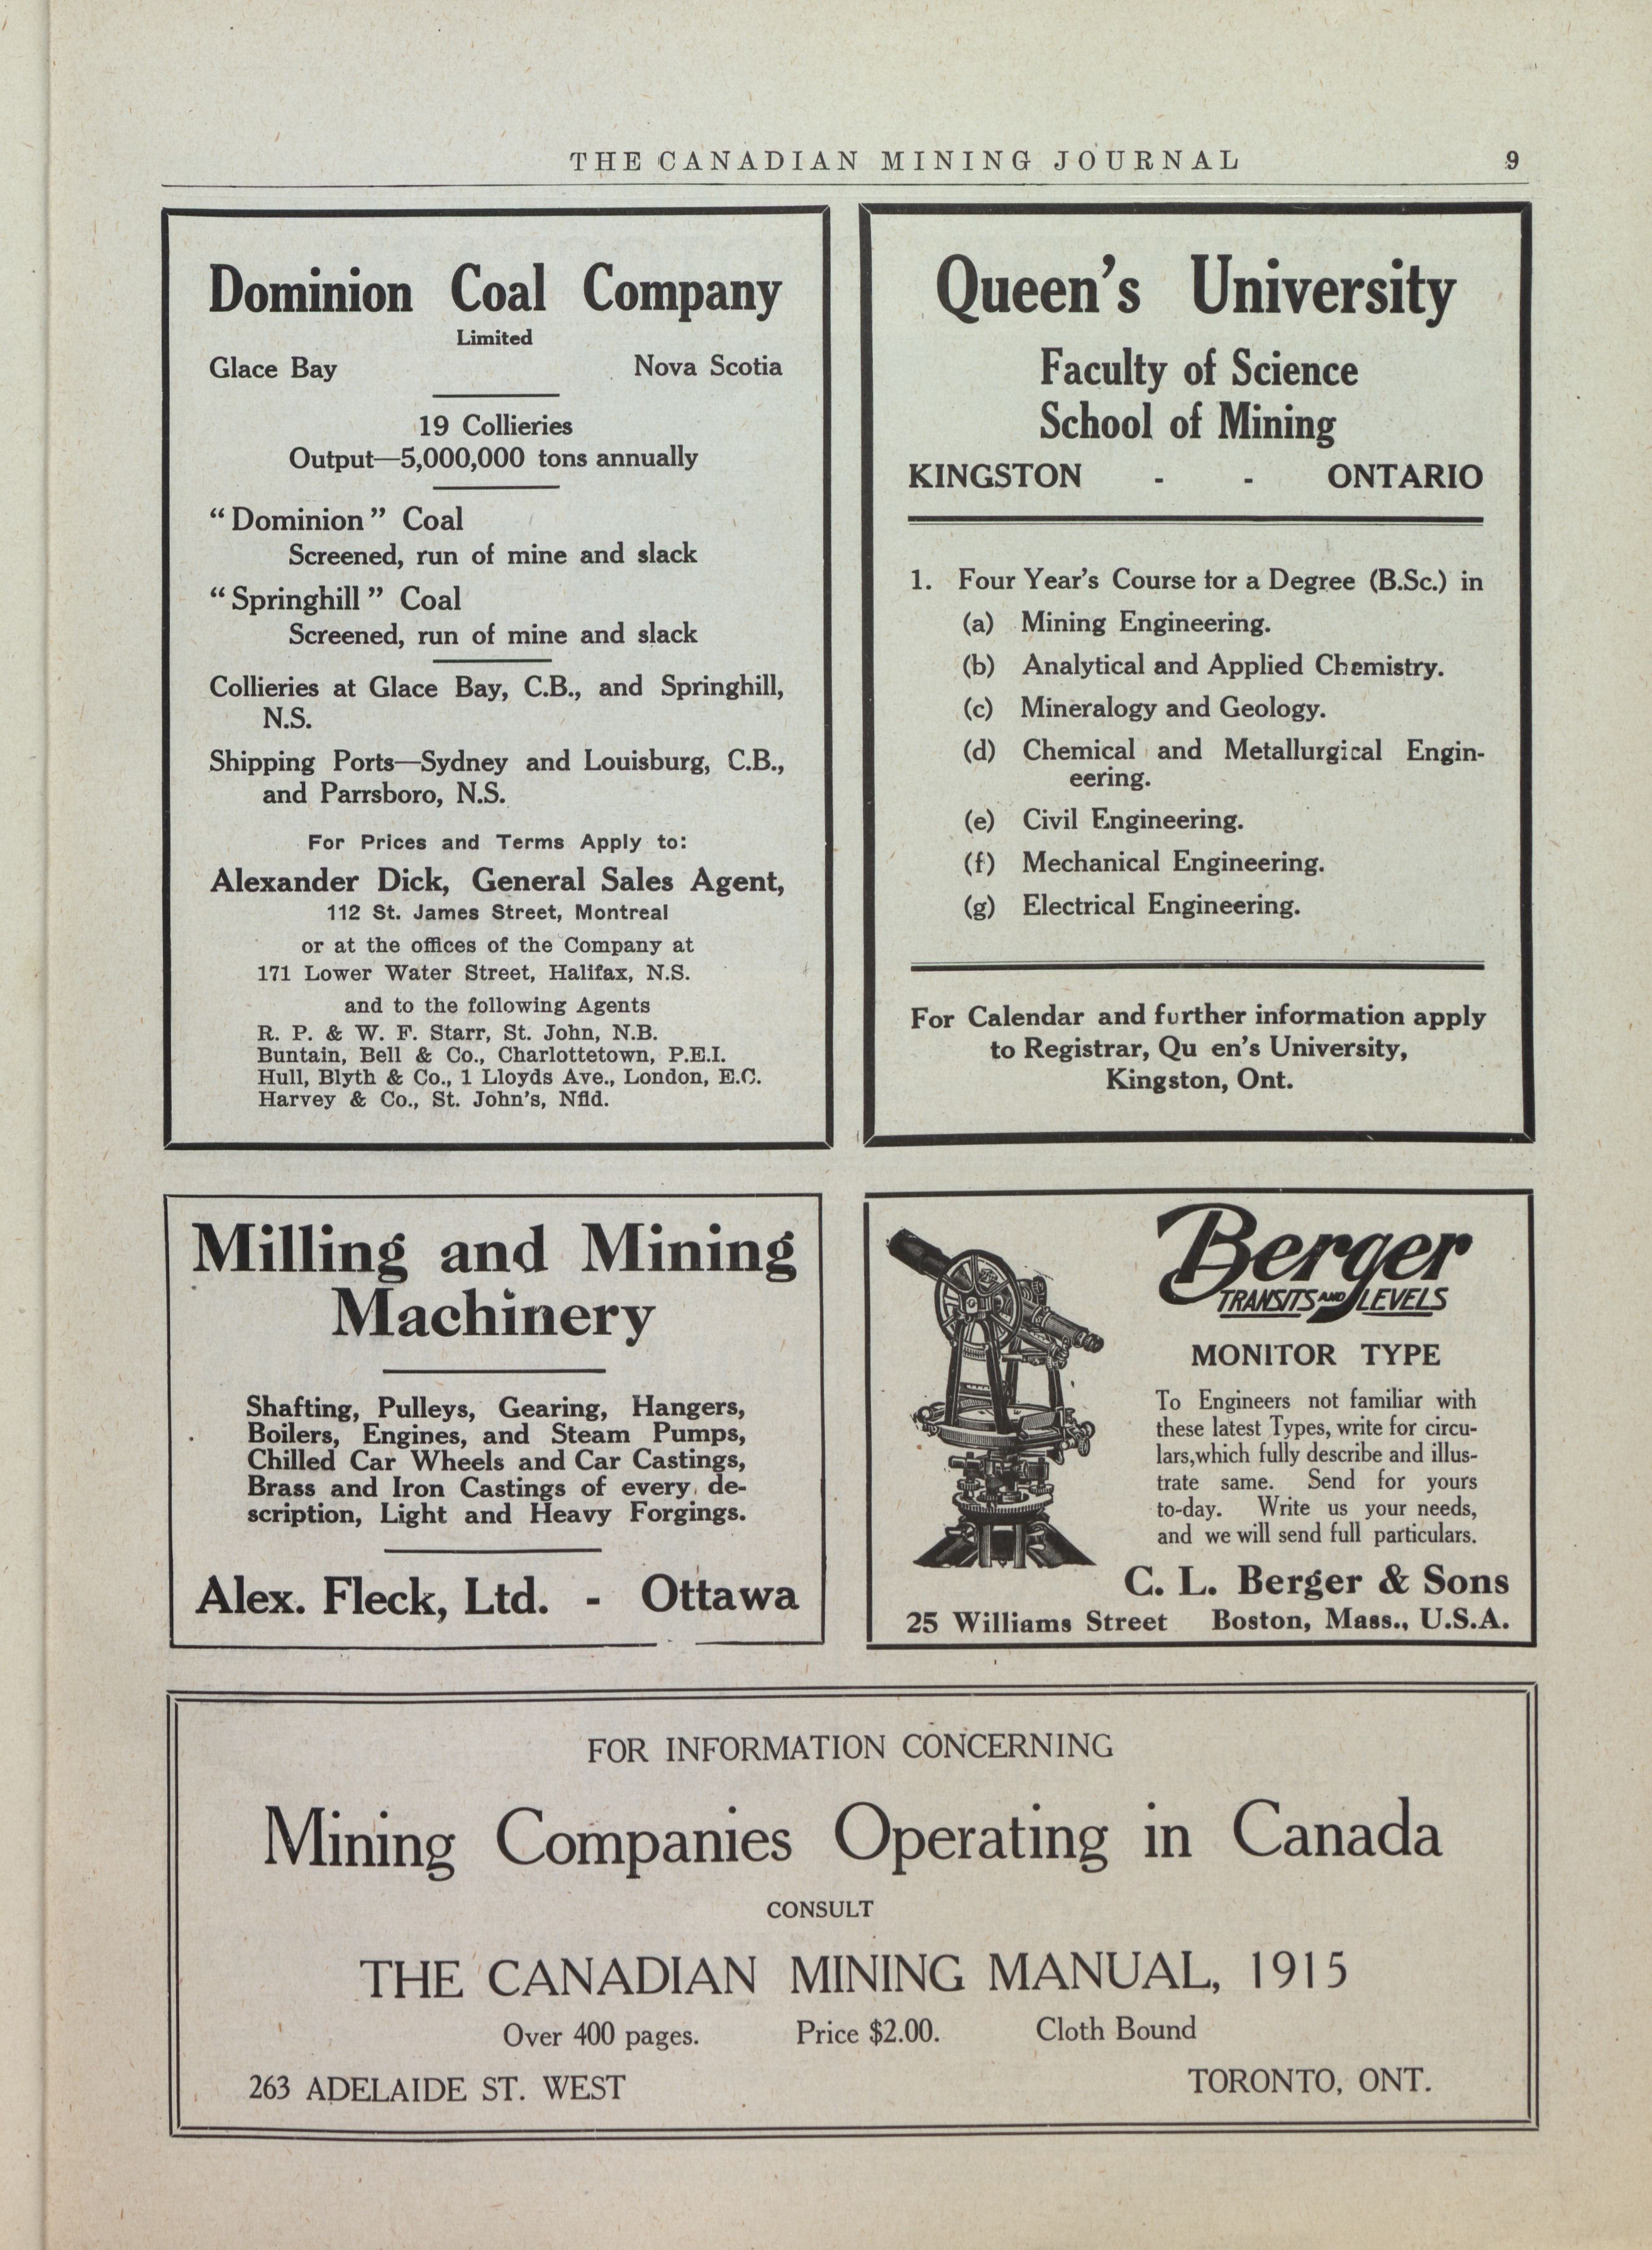 THE CANADIAN MINING JOURNAL 9
Dominion Coal Company
Limited
Glace Bay Nova Scotia
19 Collieries
Output—5,000,000 tons annually
“Dominion” Coal
Screened, run of mine and slack
“Springhill” Coal
Screened, run of mine and slack
Collieries at Glace Bay, C.B., and Springhill,
N.S.
Shipping Ports—Sydney and Louisburg, C.B.,
and Parrsboro, N.S.
For Prices and Terms Apply to:
Alexander Dick, General Sales Agent,
112 St. James Street, Montreal
or at the offices of the Company at
171 Lower Water Street, Halifax, N.S.
and to the following Agents
R. P. & W. F. Starr, St. John, N.B.
Buntain, Bell & Co., Charlottetown, P.E.I.
Hull, Blyth & Co., 1 Lloyds Ave., London, E.C.
Harvey & Co., St. John's, Nfld.
Queen's University
Faculty of Science
School of Mining
KINGSTON - - ONTARIO
1. Four Year's Course for a Degree (B.Sc.) in
(a) Mining Engineering.
(b) Analytical and Applied Chemistry.
(c) Mineralogy and Geology.
(d) Chemical and Metallurgical Engin-
eering.
(e) Civil Engineering.
(f) Mechanical Engineering.
(g) Electrical Engineering.
For Calendar and further information apply
to Registrar, Qu en's University,
Kingston, Ont.
Milling and Mining
Machinery
Shafting, Pulleys, Gearing, Hangers,
Boilers, Engines, and Steam Pumps,
Chilled Car Wheels and Car Castings,
Brass and Iron Castings of every de-
scription, Light and Heavy Forgings.
Alex. Fleck, Ltd. - Ottawa
Berger
TRANSITS AND LEVELS
MONITOR TYPE
To Engineers not familiar with
these latest Types, write for circu-
lars,which fully describe and illus-
trate same. Send for yours
to-day. Write us your needs,
and we will send full particulars.
C. L. Berger & Sons
25 Williams Street Boston, Mass., U.S.A.
FOR INFORMATION CONCERNING
Mining Companies Operating in Canada
CONSULT
THE CANADIAN MINING MANUAL, 1915
Over 400 pages. Price $2.00. Cloth Bound
263 ADELAIDE ST. WEST TORONTO, ONT.